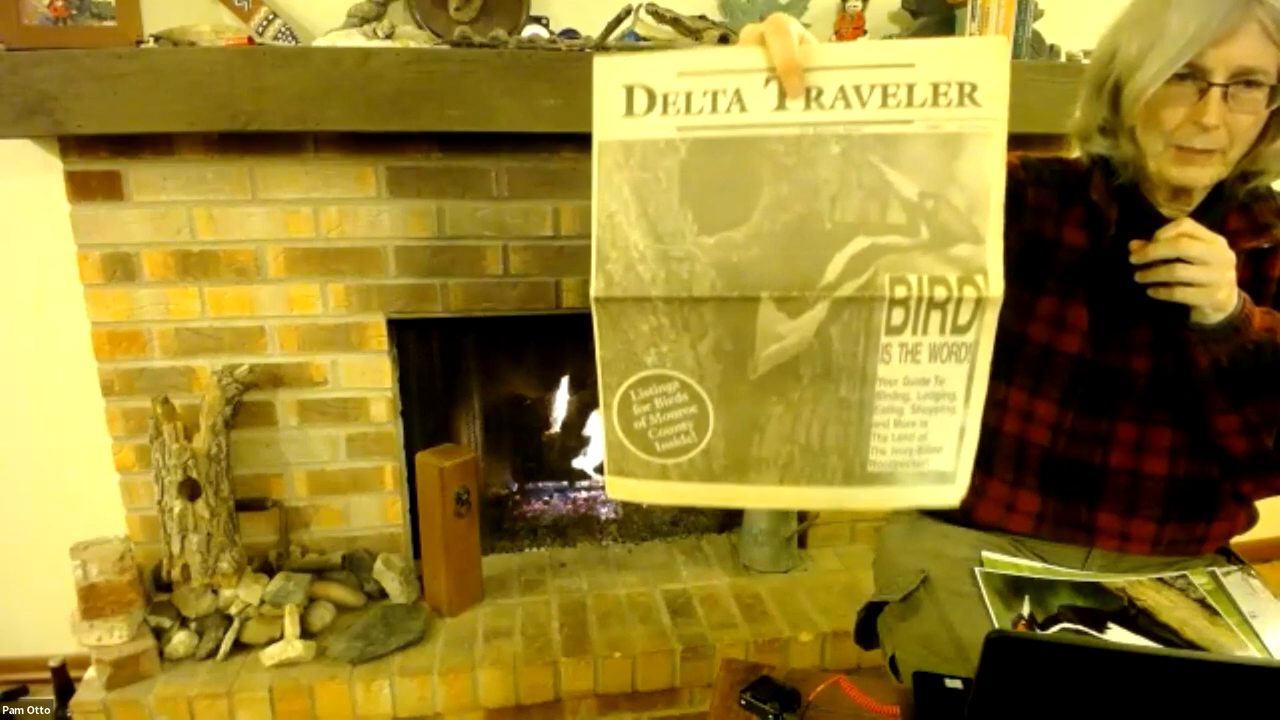 DELTA TRAVELER
BIRD
IS THE WORD!
Your Guide To
Birding, Lodging,
Eating, Shopping
and More in
The Land of
The Ivory-Billed
Woodpecker!
Listings
for Birds
of Monroe
County
Inside!
Pam Otto